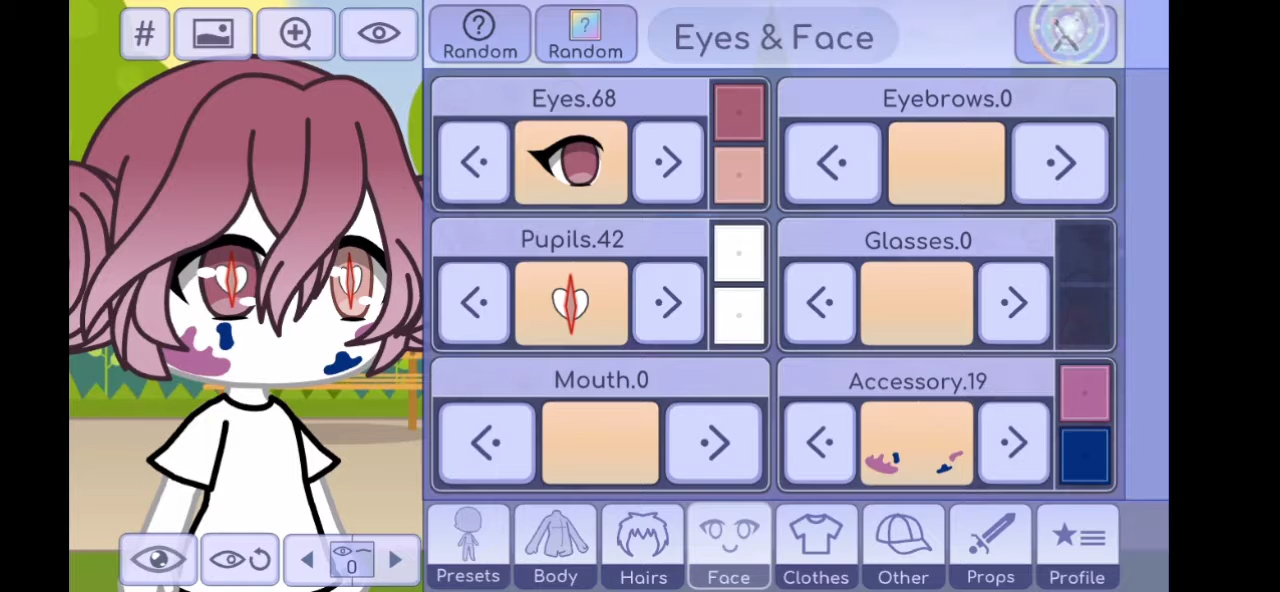 #
? Random
? Random
Eyes & Face
Eyes.68
Eyebrows.0
Pupils.42
Glasses.0
Mouth.0
Accessory.19
0
Presets
Body
Hairs
Face
Clothes
Other
Props
Profile